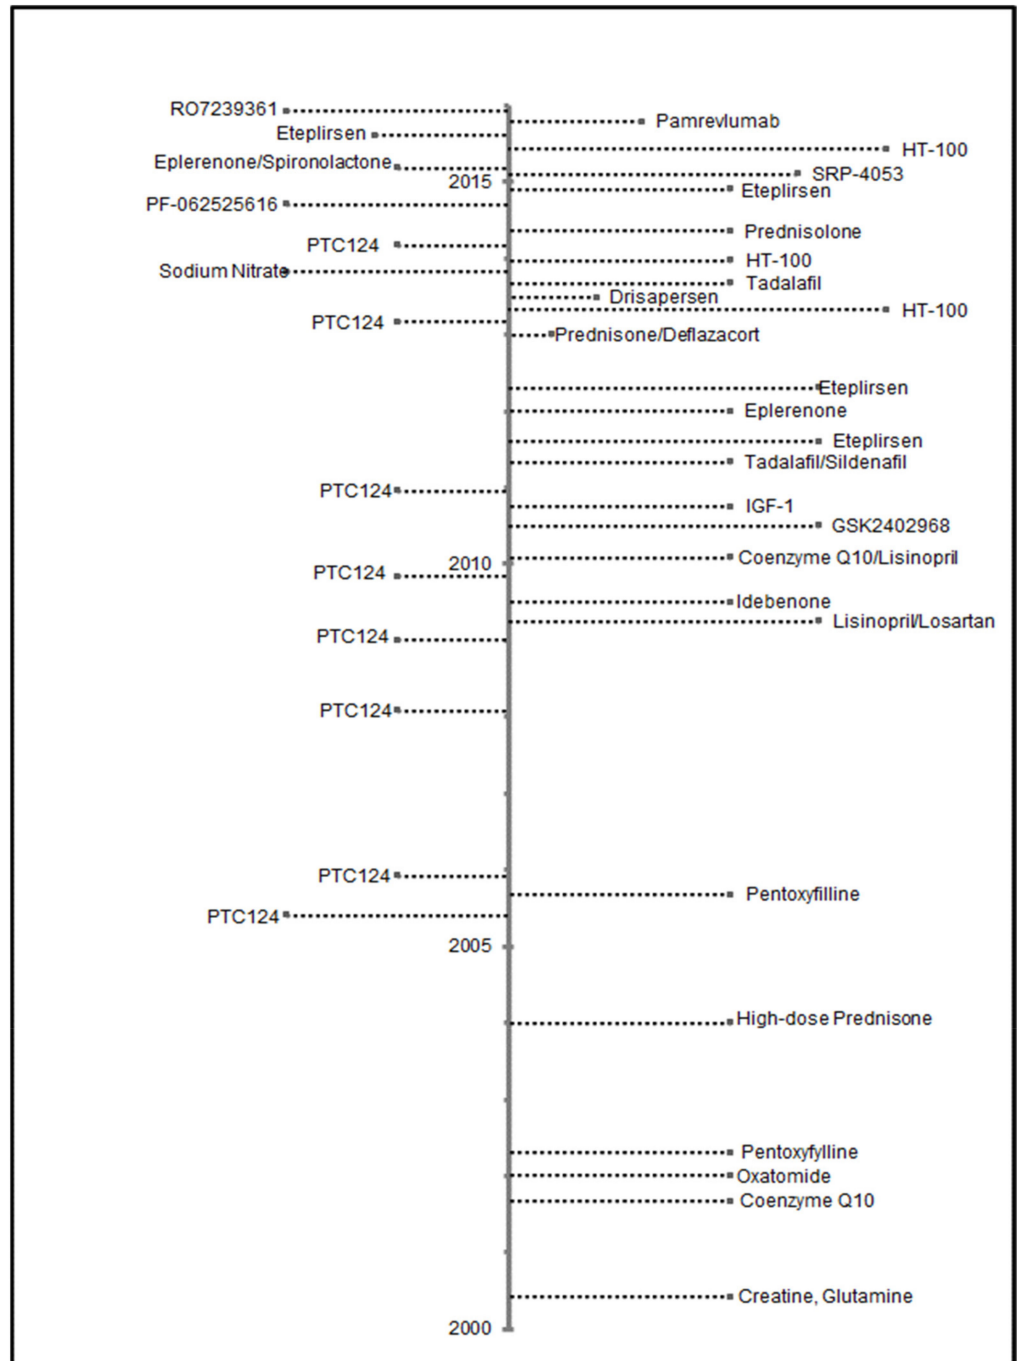 RO7239361
Pamrevlumab
Eteplirsen
HT-100
Eplerenone/Spironolactone
SRP-4053
2015
Eteplirsen
PF-062525616
Prednisolone
PTC124
HT-100
Sodium Nitrate
Tadalafil
Drisapersen
HT-100
PTC124
Prednisone/Deflazacort
Eteplirsen
Eplerenone
Eteplirsen
Tadalafil/Sildenafil
PTC124
IGF-1
GSK2402968
Coenzyme Q10/Lisinopril
2010
PTC124
Idebenone
Lisinopril/Losartan
PTC124
PTC124
PTC124
Pentoxyfilline
PTC124
2005
High-dose Prednisone
Pentoxyfylline
Oxatomide
Coenzyme Q10
Creatine, Glutamine
2000